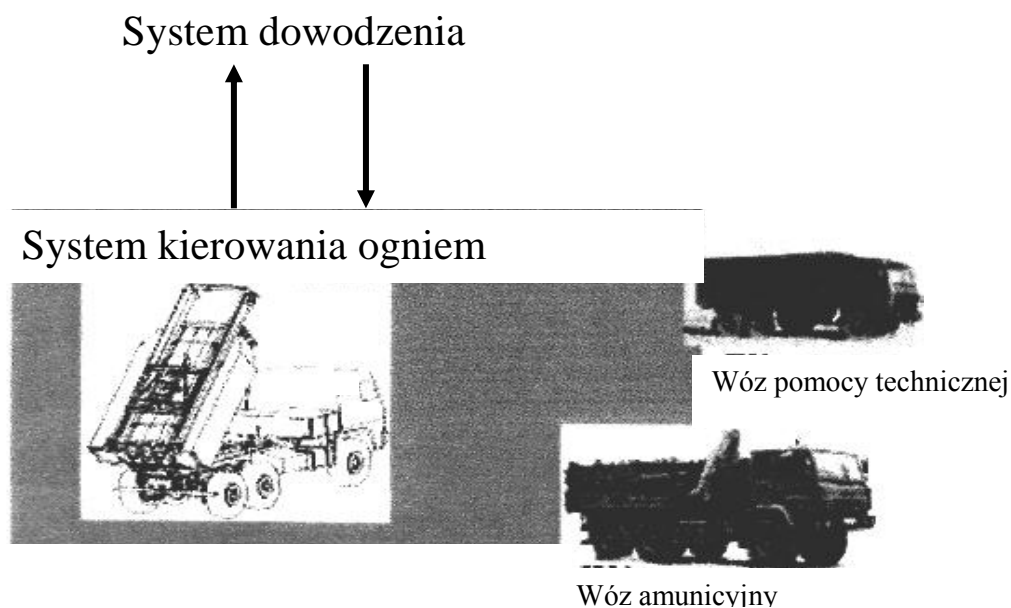 System dowodzenia
System kierowania ogniem
Wóz pomocy technicznej
Wóz amunicyjny